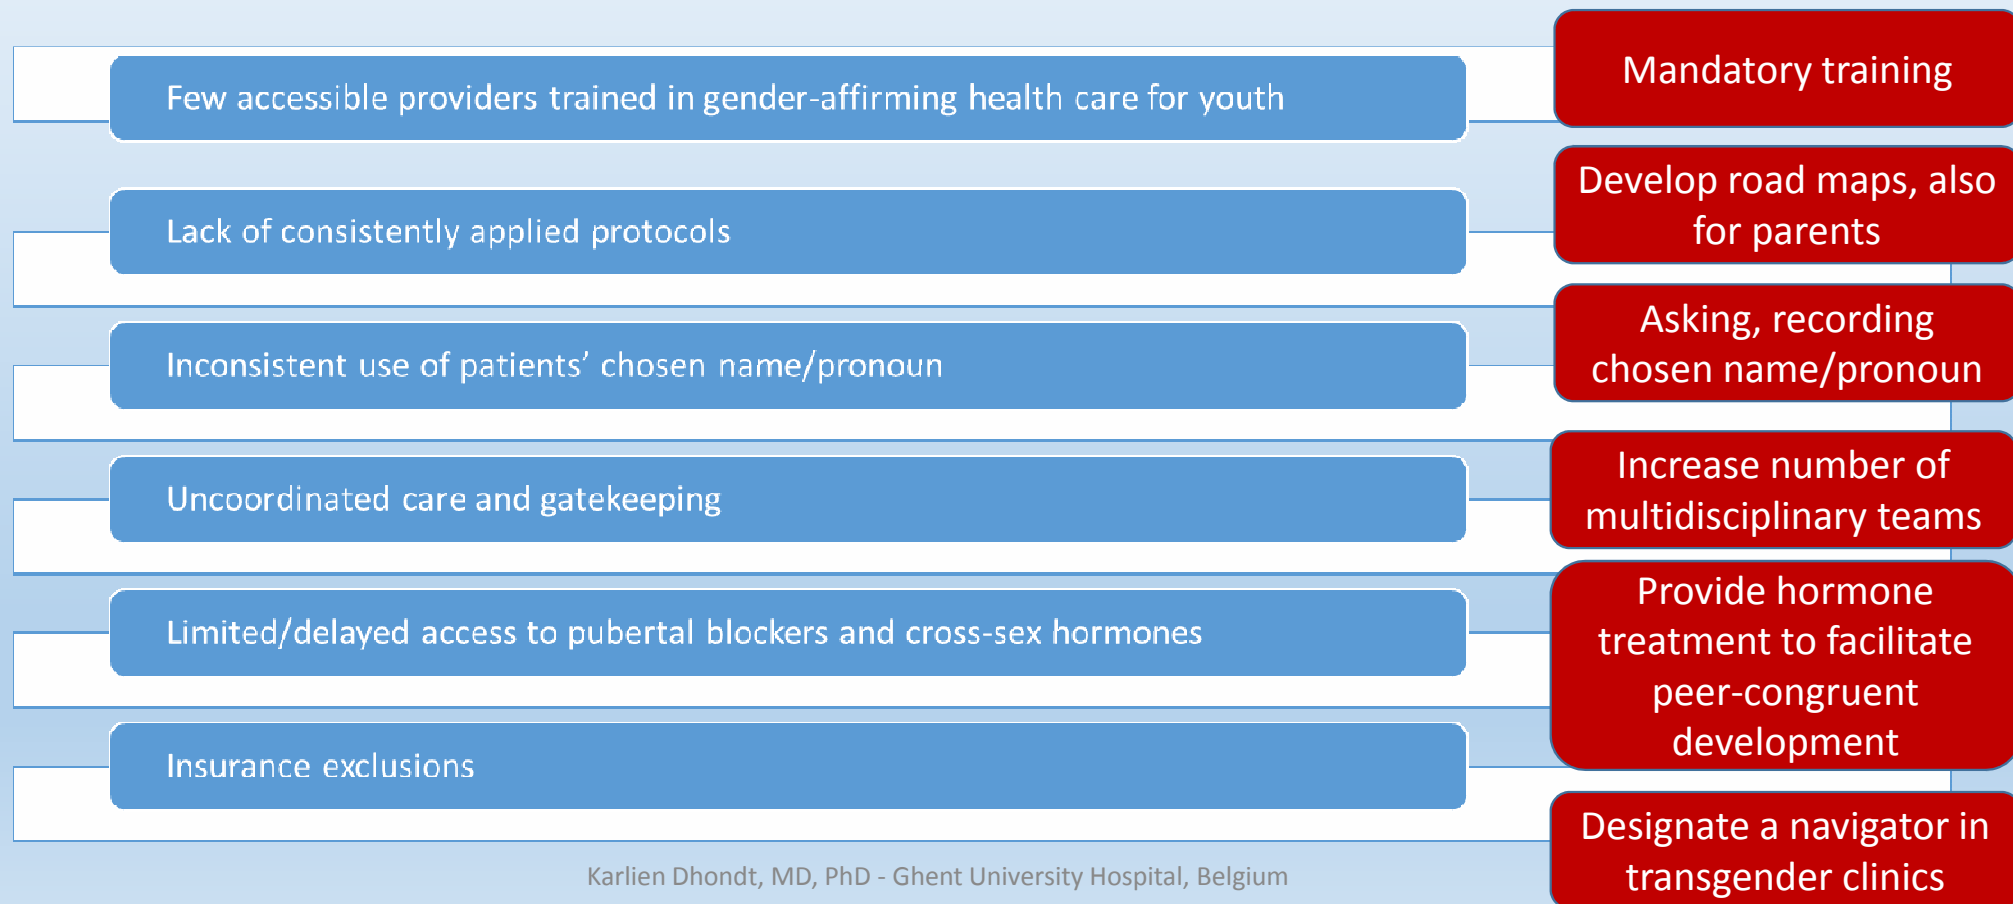 Few accessible providers trained in gender-affirming health care for youth
Mandatory training
Lack of consistently applied protocols
Develop road maps, also
for parents
Inconsistent use of patients’ chosen name/pronoun
Asking, recording
chosen name/pronoun
Uncoordinated care and gatekeeping
Increase number of
multidisciplinary teams
Limited/delayed access to pubertal blockers and cross-sex hormones
Provide hormone
treatment to facilitate
peer-congruent
development
Insurance exclusions
Designate a navigator in
transgender clinics
Karlien Dhondt, MD, PhD - Ghent University Hospital, Belgium